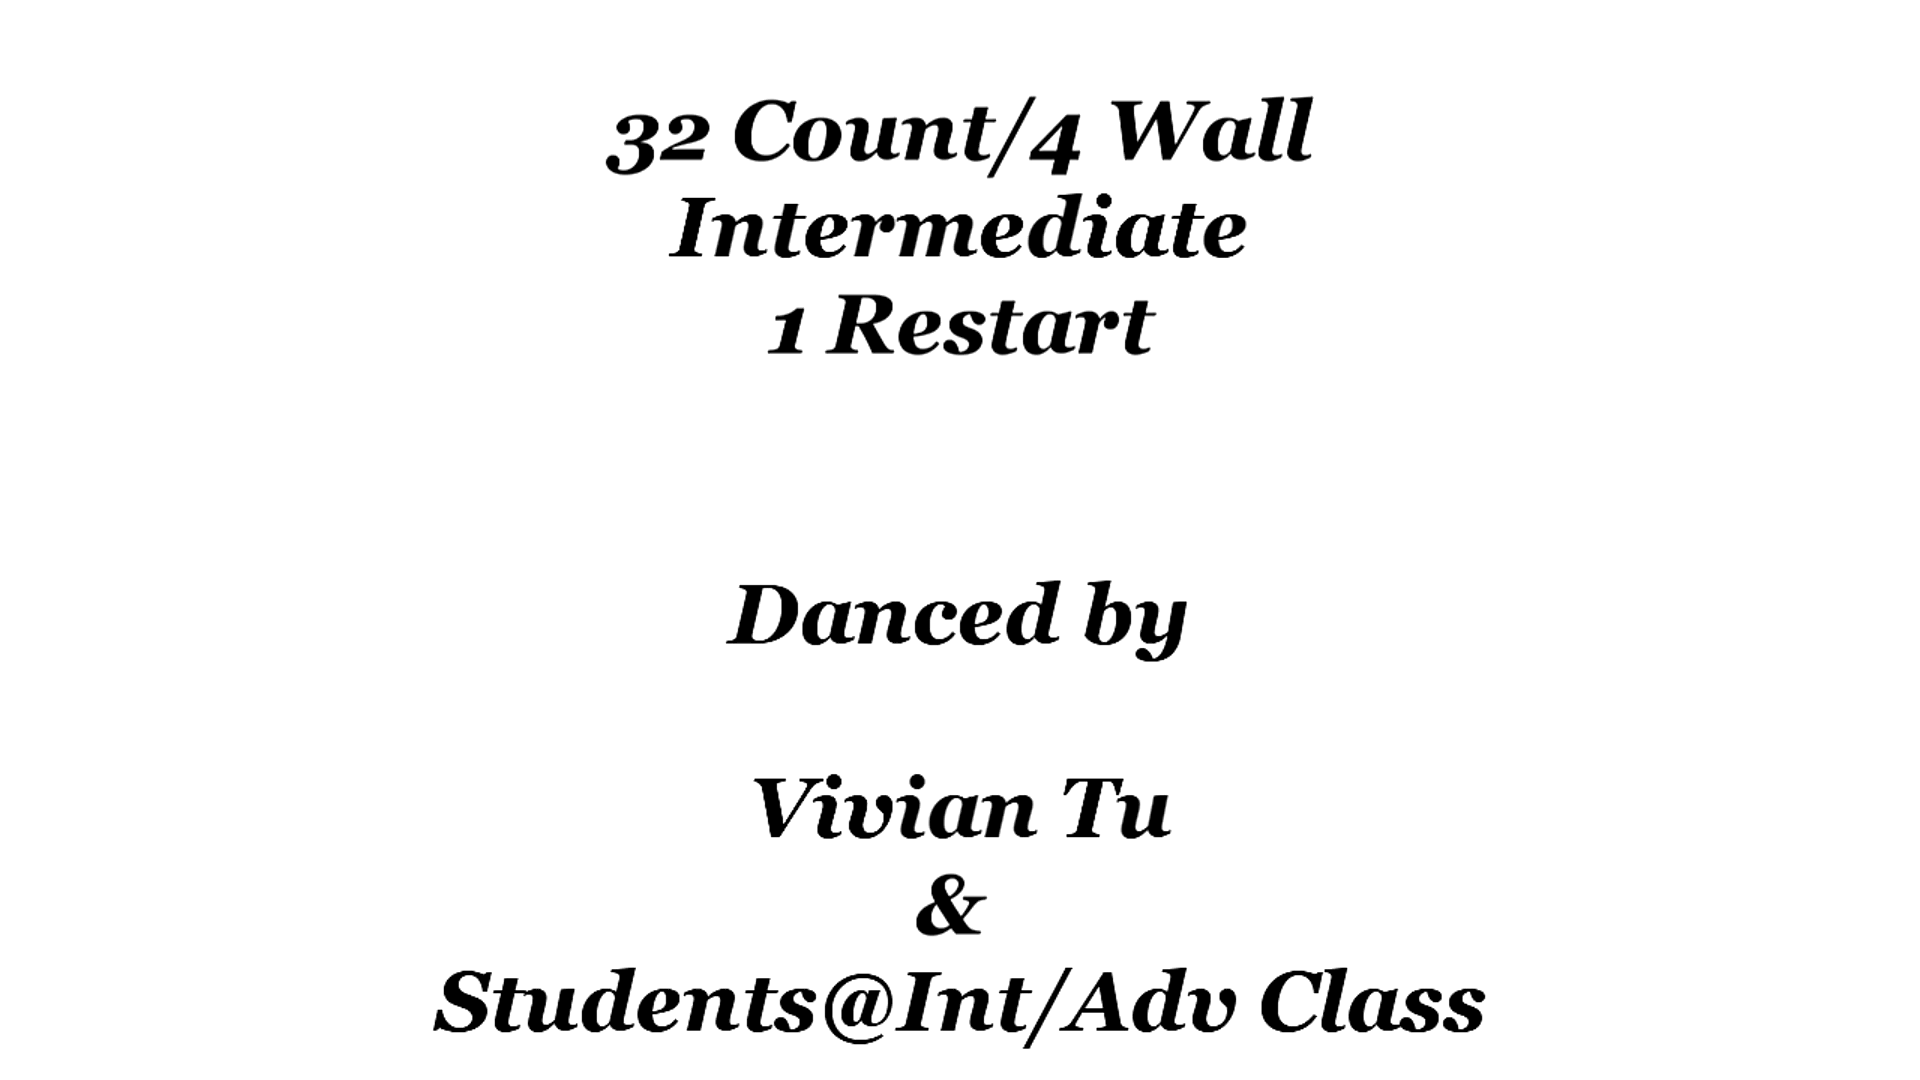 32 Count/4 Wall
Intermediate
1 Restart
Danced by
Vivian Tu
&
Students@Int/Adv Class